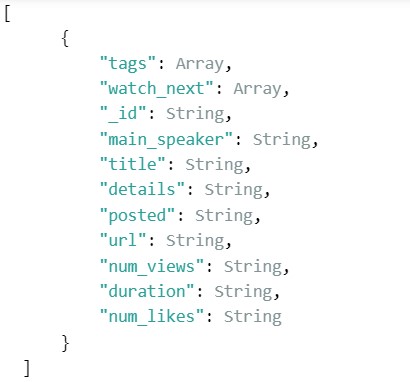 [
{
"tags": Array,
"watch_next": Array,
"_id": String,
"main_speaker": String,
"title": String,
"details": String,
"posted": String,
"url": String,
"num_views": String,
"duration": String,
"num_likes": String
}
]